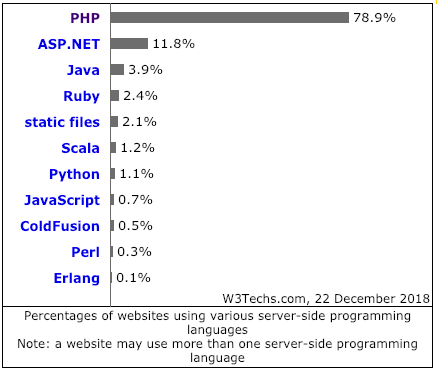 PHP 78.9%
ASP.NET 11.8%
Java 3.9%
Ruby 2.4%
static files 2.1%
Scala 1.2%
Python 1.1%
JavaScript 0.7%
ColdFusion 0.5%
Perl 0.3%
Erlang 0.1%
W3Techs.com, 22 December 2018
Percentages of websites using various server-side programming
languages
Note: a website may use more than one server-side programming
language